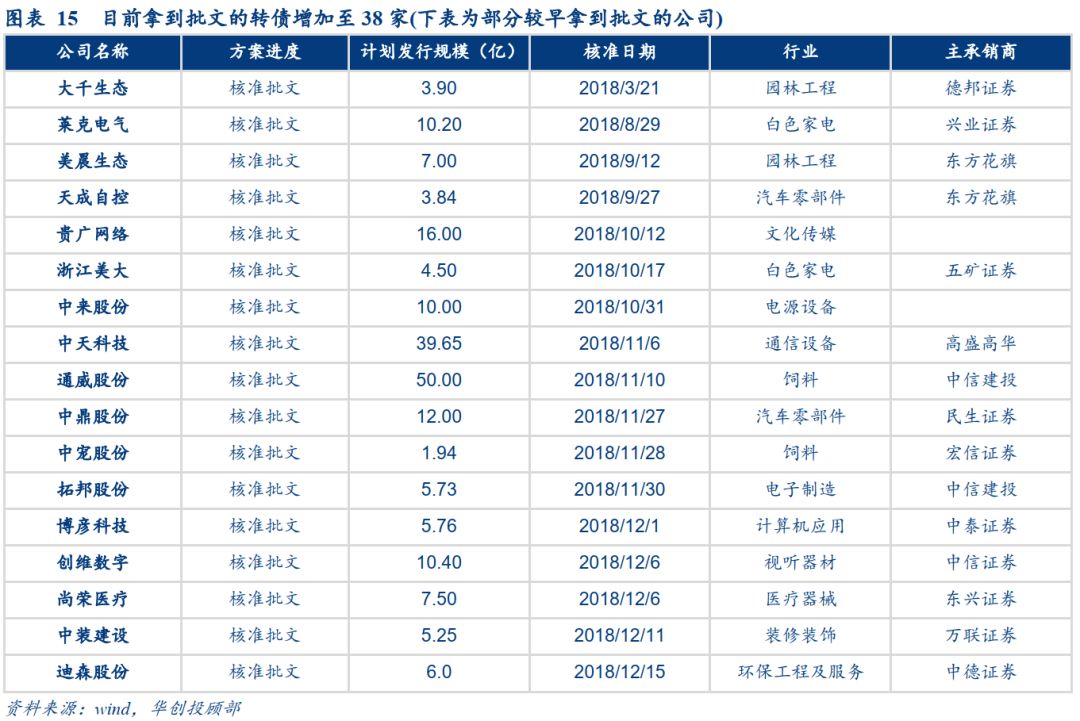 图表 15 目前拿到批文的转债增加至 38 家(下表为部分较早拿到批文的公司)
公司名称 方案进度 计划发行规模（亿） 核准日期 行业 主承销商
大千生态 核准批文 3.90 2018/3/21 园林工程 德邦证券
莱克电气 核准批文 10.20 2018/8/29 白色家电 兴业证券
美晨生态 核准批文 7.00 2018/9/12 园林工程 东方花旗
天成自控 核准批文 3.84 2018/9/27 汽车零部件 东方花旗
贵广网络 核准批文 16.00 2018/10/12 文化传媒
浙江美大 核准批文 4.50 2018/10/17 白色家电 五矿证券
中来股份 核准批文 10.00 2018/10/31 电源设备
中天科技 核准批文 39.65 2018/11/6 通信设备 高盛高华
通威股份 核准批文 50.00 2018/11/10 饲料 中信建投
中鼎股份 核准批文 12.00 2018/11/27 汽车零部件 民生证券
中宠股份 核准批文 1.94 2018/11/28 饲料 宏信证券
拓邦股份 核准批文 5.73 2018/11/30 电子制造 中信建投
博彦科技 核准批文 5.76 2018/12/1 计算机应用 中泰证券
创维数字 核准批文 10.40 2018/12/6 视听器材 中信证券
尚荣医疗 核准批文 7.50 2018/12/6 医疗器械 东兴证券
中装建设 核准批文 5.25 2018/12/11 装修装饰 万联证券
迪森股份 核准批文 6.0 2018/12/15 环保工程及服务 中德证券
资料来源：wind，华创投顾部